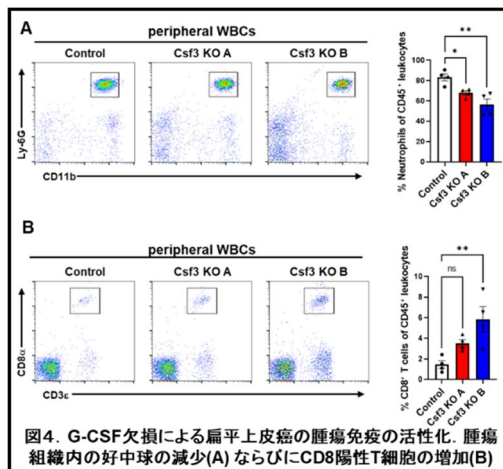 A
peripheral WBCs
Control Csf3 KO A Csf3 KO B
Ly-6G
CD11b
% Neutrophils of CD45⁺ leukocytes
100
80
60
40
20
0
*
**
Control
Csf3 KO A
Csf3 KO B
B
peripheral WBCs
Control Csf3 KO A Csf3 KO B
CD8α
CD3ε
% CD8⁺ T cells of CD45⁺ leukocytes
10
8
6
4
2
0
ns
**
Control
Csf3 KO A
Csf3 KO B
図4. G-CSF欠損による扁平上皮癌の腫瘍免疫の活性化. 腫瘍
組織内の好中球の減少(A) ならびにCD8陽性T細胞の増加(B)